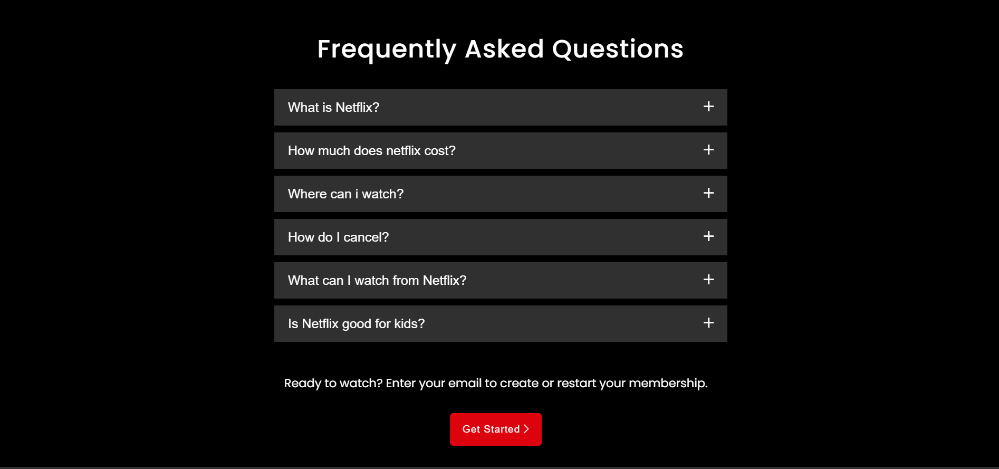 Frequently Asked Questions
What is Netflix?
How much does netflix cost?
Where can i watch?
How do I cancel?
What can I watch from Netflix?
Is Netflix good for kids?
Ready to watch? Enter your email to create or restart your membership.
Get Started